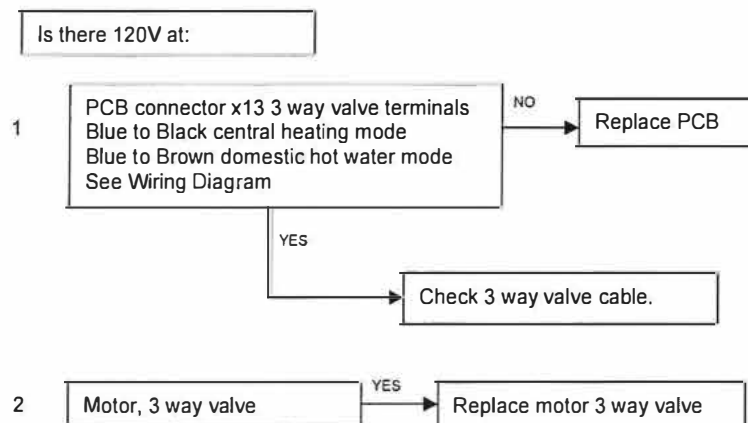 Is there 120V at:
1
PCB connector x13 3 way valve terminals
Blue to Black central heating mode
Blue to Brown domestic hot water mode
See Wiring Diagram
NO
Replace PCB
YES
Check 3 way valve cable.
2
Motor, 3 way valve
YES
Replace motor 3 way valve